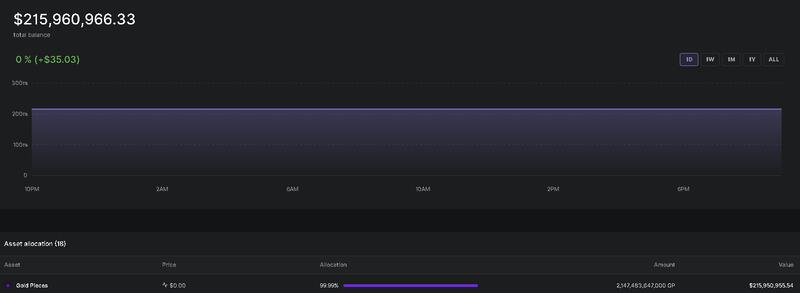 $215,960,966.33
total balance
0 % (+$35.03)
1D 1W 1M 1Y ALL
300m
200m
100m
0
10PM 2AM 6AM 10AM 2PM 6PM
Asset allocation (16)
Asset Price Allocation Amount Value
Gold Pieces $0.00 99.99% 2,147,483,647,000 GP $215,950,955.54